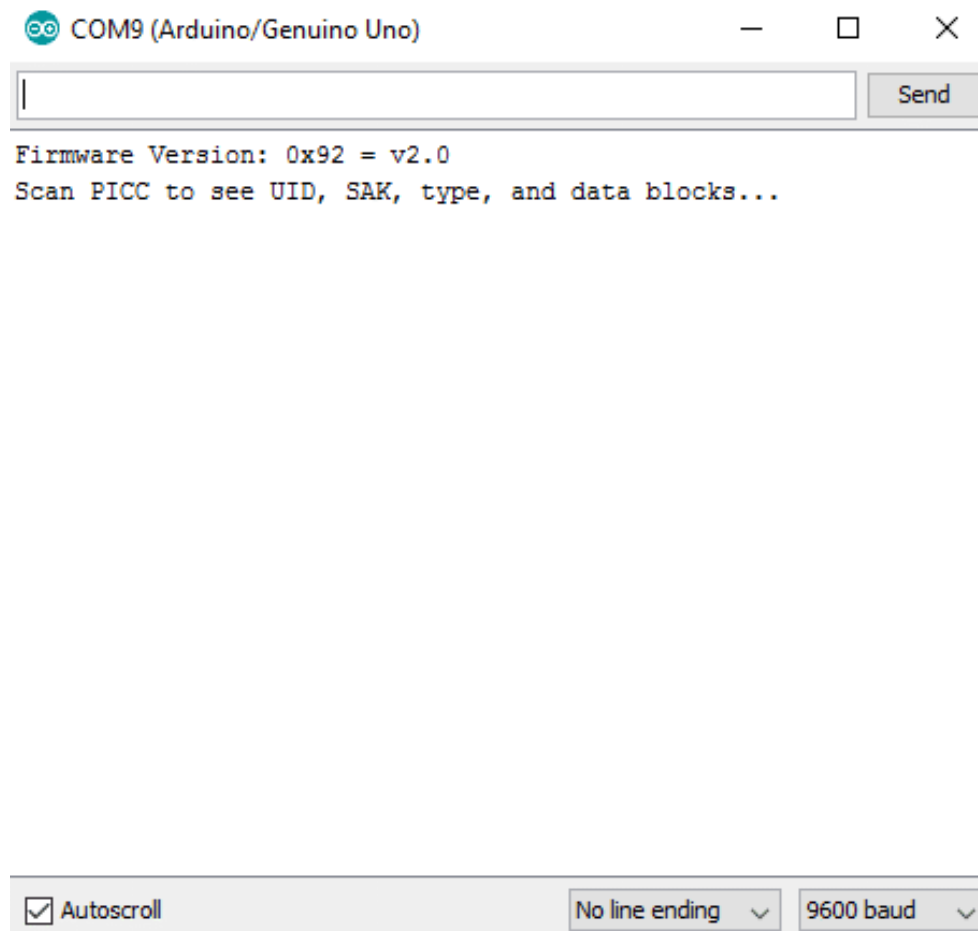 COM9 (Arduino/Genuino Uno)
Send
Firmware Version: 0x92 = v2.0
Scan PICC to see UID, SAK, type, and data blocks...
Autoscroll
No line ending
9600 baud